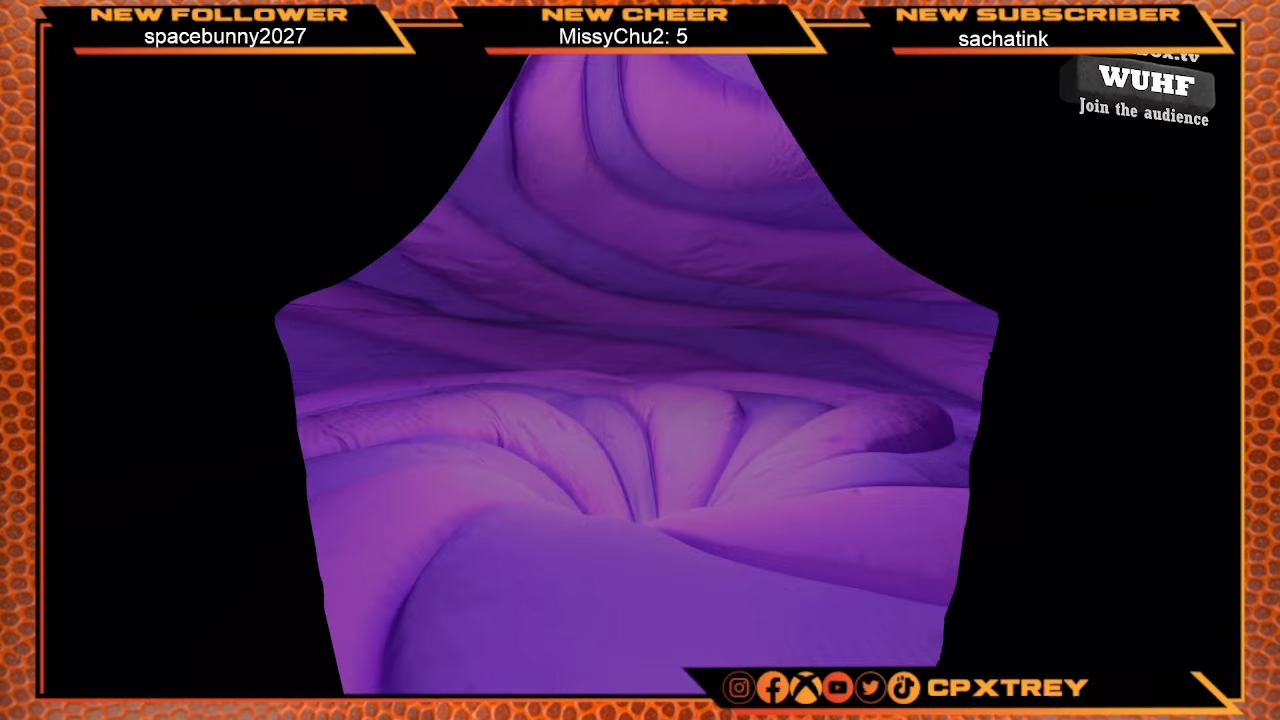 NEW FOLLOWER
spacebunny2027
NEW CHEER
MissyChu2: 5
NEW SUBSCRIBER
sachatink
WUHF
Join the audience
CPXTREY